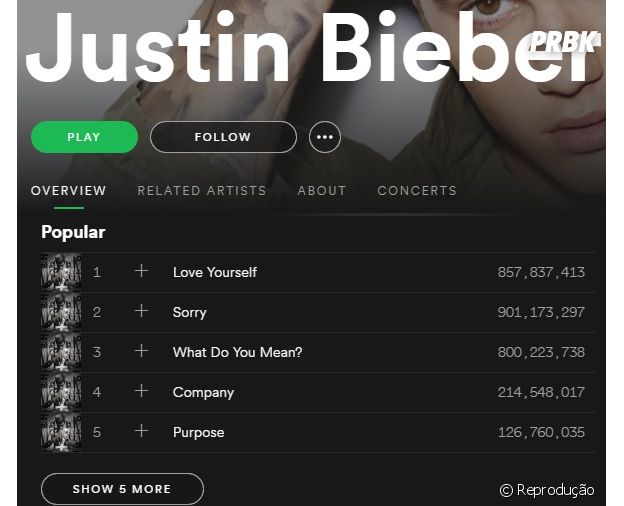 Justin Bieber
PRBK
PLAY FOLLOW
OVERVIEW RELATED ARTISTS ABOUT CONCERTS
Popular
1 + Love Yourself 857,837,413
2 + Sorry 901,173,297
3 + What Do You Mean? 800,223,738
4 + Company 214,548,017
5 + Purpose 126,760,035
SHOW 5 MORE
© Reprodução